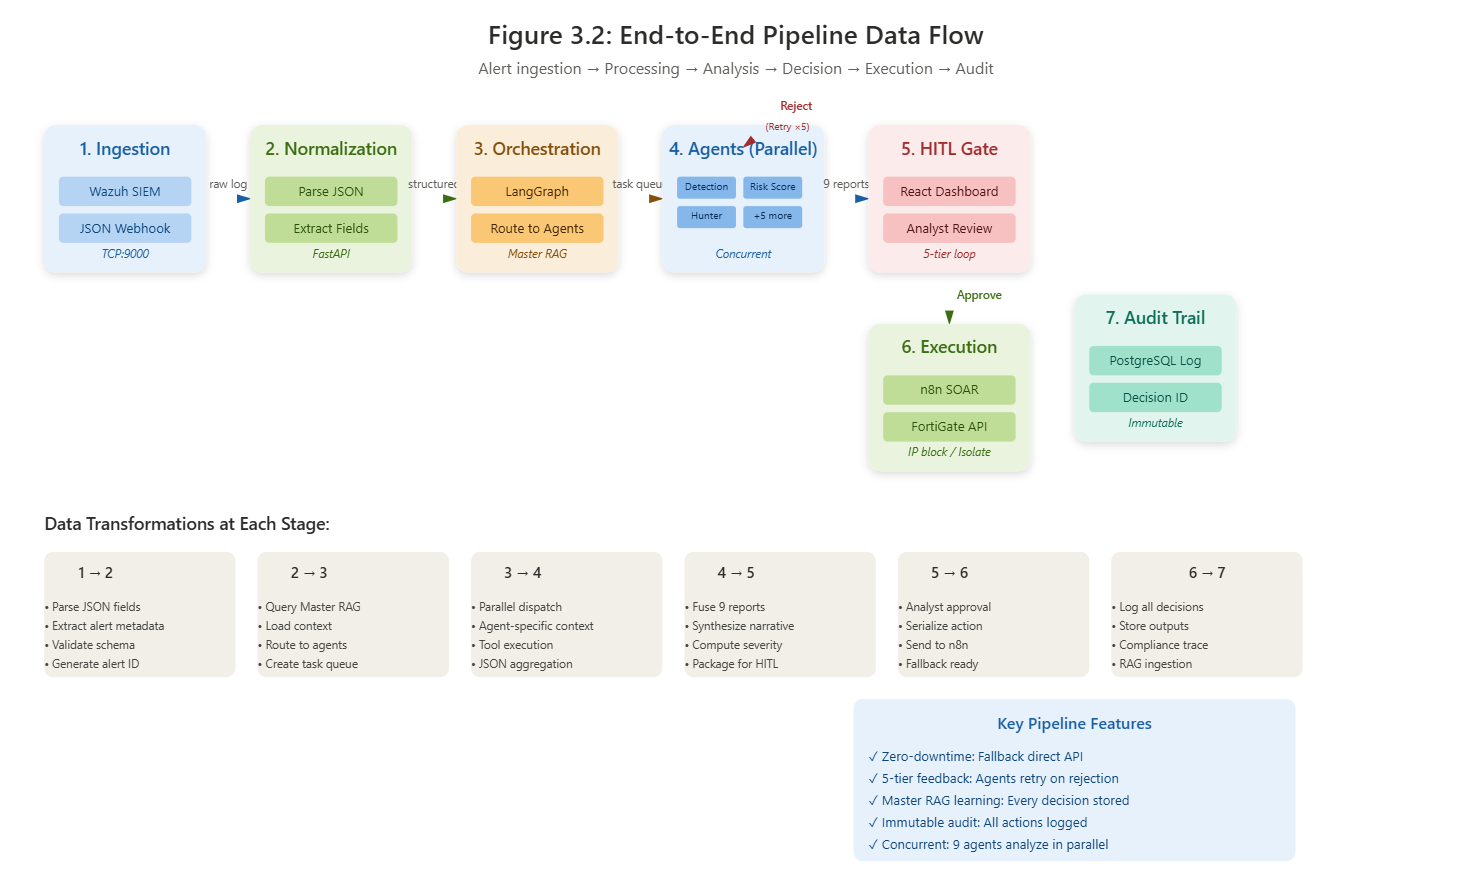 Figure 3.2: End-to-End Pipeline Data Flow
Alert ingestion → Processing → Analysis → Decision → Execution → Audit
Reject
(Retry ×5)
1. Ingestion
Wazuh SIEM
JSON Webhook
TCP:9000
raw log
2. Normalization
Parse JSON
Extract Fields
FastAPI
structured
3. Orchestration
LangGraph
Route to Agents
Master RAG
task queu
4. Agents (Parallel)
Detection
Risk Score
Hunter
+5 more
Concurrent
9 reports
5. HITL Gate
React Dashboard
Analyst Review
5-tier loop
Approve
6. Execution
n8n SOAR
FortiGate API
IP block / Isolate
7. Audit Trail
PostgreSQL Log
Decision ID
Immutable
Data Transformations at Each Stage:
1 → 2
• Parse JSON fields
• Extract alert metadata
• Validate schema
• Generate alert ID
2 → 3
• Query Master RAG
• Load context
• Route to agents
• Create task queue
3 → 4
• Parallel dispatch
• Agent-specific context
• Tool execution
• JSON aggregation
4 → 5
• Fuse 9 reports
• Synthesize narrative
• Compute severity
• Package for HITL
5 → 6
• Analyst approval
• Serialize action
• Send to n8n
• Fallback ready
6 → 7
• Log all decisions
• Store outputs
• Compliance trace
• RAG ingestion
Key Pipeline Features
✓ Zero-downtime: Fallback direct API
✓ 5-tier feedback: Agents retry on rejection
✓ Master RAG learning: Every decision stored
✓ Immutable audit: All actions logged
✓ Concurrent: 9 agents analyze in parallel